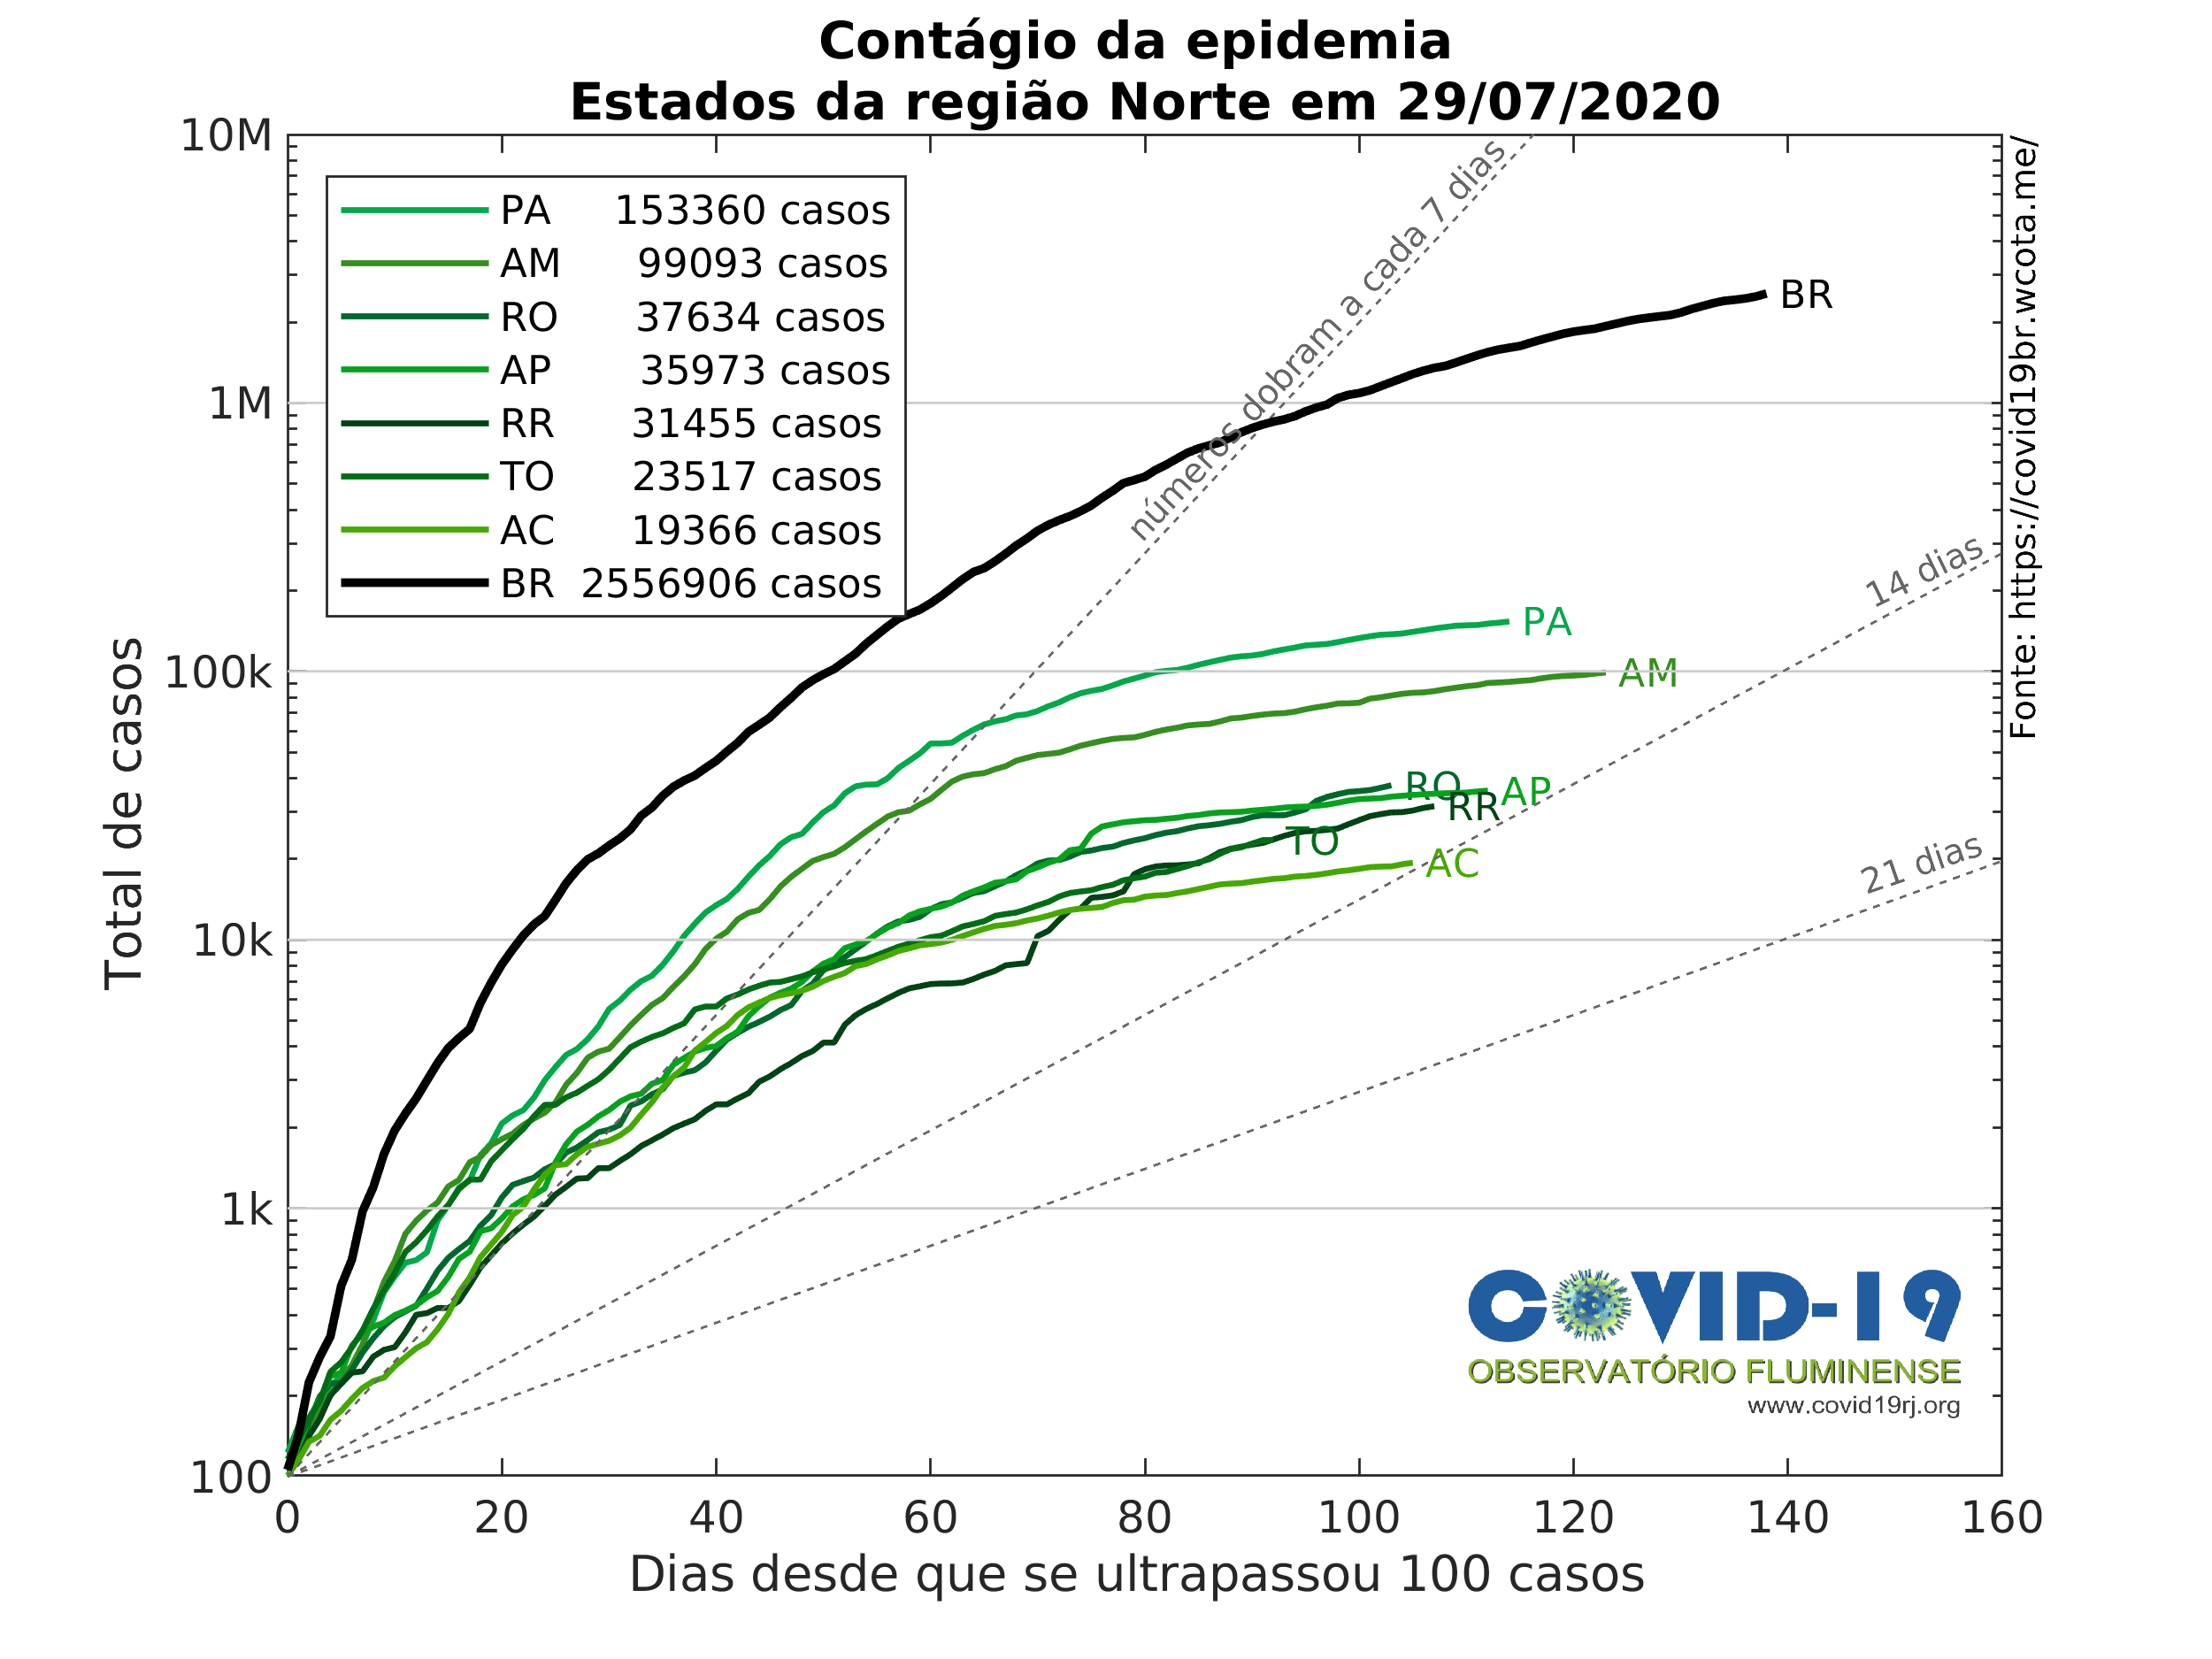 Contágio da epidemia
Estados da região Norte em 29/07/2020
10M
1M
100k
10k
1k
100
Total de casos
PA 153360 casos
AM 99093 casos
RO 37634 casos
AP 35973 casos
RR 31455 casos
TO 23517 casos
AC 19366 casos
BR 2556906 casos
números dobram a cada 7 dias
14 dias
21 dias
BR
PA
AM
RO
AP
RR
TO
AC
Fonte: https://covid19br.wcota.me/
COVID-19
OBSERVATÓRIO FLUMINENSE
www.covid19rj.org
0 20 40 60 80 100 120 140 160
Dias desde que se ultrapassou 100 casos